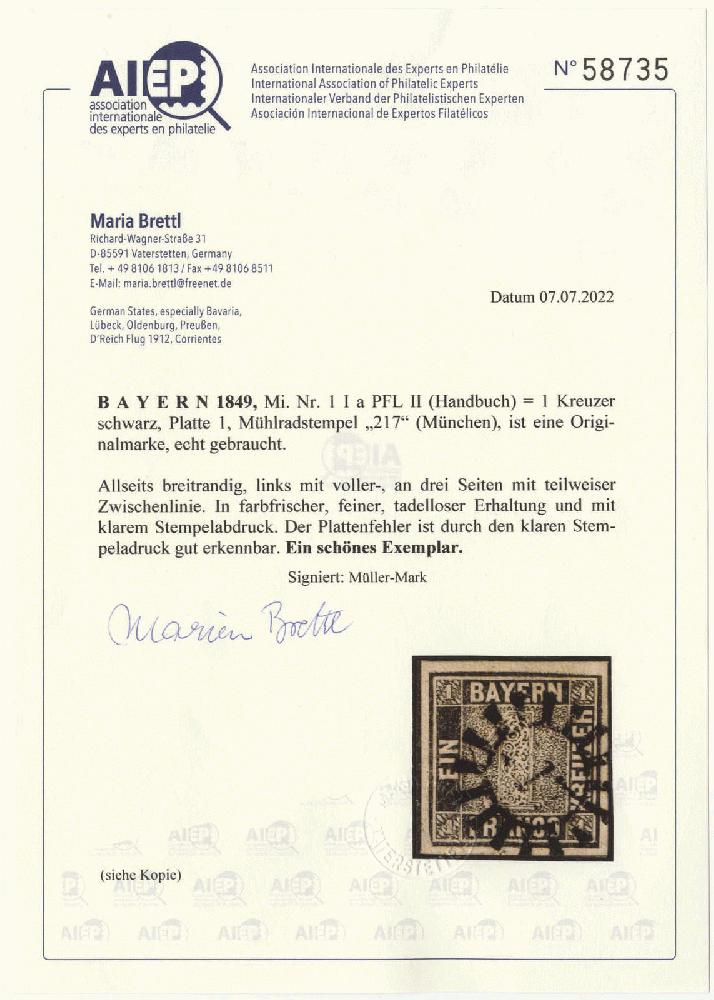 AIEP
association
internationale
des experts en philatelie
Association Internationale des Experts en Philatélie
International Association of Philatelic Experts
Internationaler Verband der Philatelistischen Experten
Asociación Internacional de Expertos Filatélicos
N° 58735
Maria Brettl
Richard-Wagner-Straße 31
D-85591 Vaterstetten, Germany
Tel. + 49 8106 1813 / Fax +49 8106 8511
E-Mail: maria.brettl@freenet.de
German States, especially Bavaria,
Lübeck, Oldenburg, Preußen,
D'Reich Flug 1912, Corrientes
Datum 07.07.2022
B A Y E R N 1849, Mi. Nr. 1 I a PFL II (Handbuch) = 1 Kreuzer
schwarz, Platte 1, Mühlradstempel „217“ (München), ist eine Origi-
nalmarke, echt gebraucht.
Allseits breitrandig, links mit voller-, an drei Seiten mit teilweiser
Zwischenlinie. In farbfrischer, feiner, tadelloser Erhaltung und mit
klarem Stempelabdruck. Der Plattenfehler ist durch den klaren Stem-
peladruck gut erkennbar. Ein schönes Exemplar.
Signiert: Müller-Mark
1 BAYERN 1
EIN
KREUZER
FRANCO
(siehe Kopie)